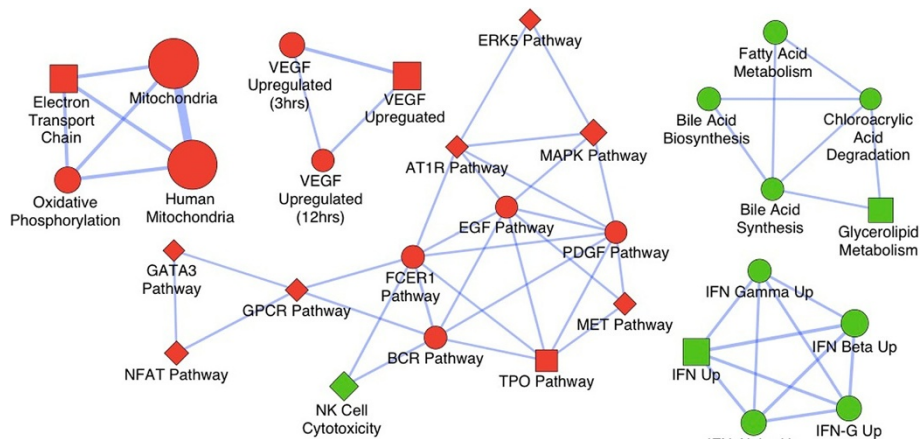 ERK5 Pathway
Fatty Acid
Metabolism
Electron
Transport
Chain
Mitochondria
VEGF
Upregulated
(3hrs)
VEGF
Upreguated
Bile Acid
Biosynthesis
Chloroacrylic
Acid
Degradation
AT1R Pathway
MAPK Pathway
Oxidative
Phosphorylation
Human
Mitochondria
VEGF
Upregulated
(12hrs)
EGF Pathway
Bile Acid
Synthesis
Glycerolipid
Metabolism
PDGF Pathway
GATA3
Pathway
FCER1
Pathway
GPCR Pathway
IFN Gamma Up
MET Pathway
IFN Beta Up
NFAT Pathway
BCR Pathway
TPO Pathway
IFN Up
NK Cell
Cytotoxicity
IFN-G Up